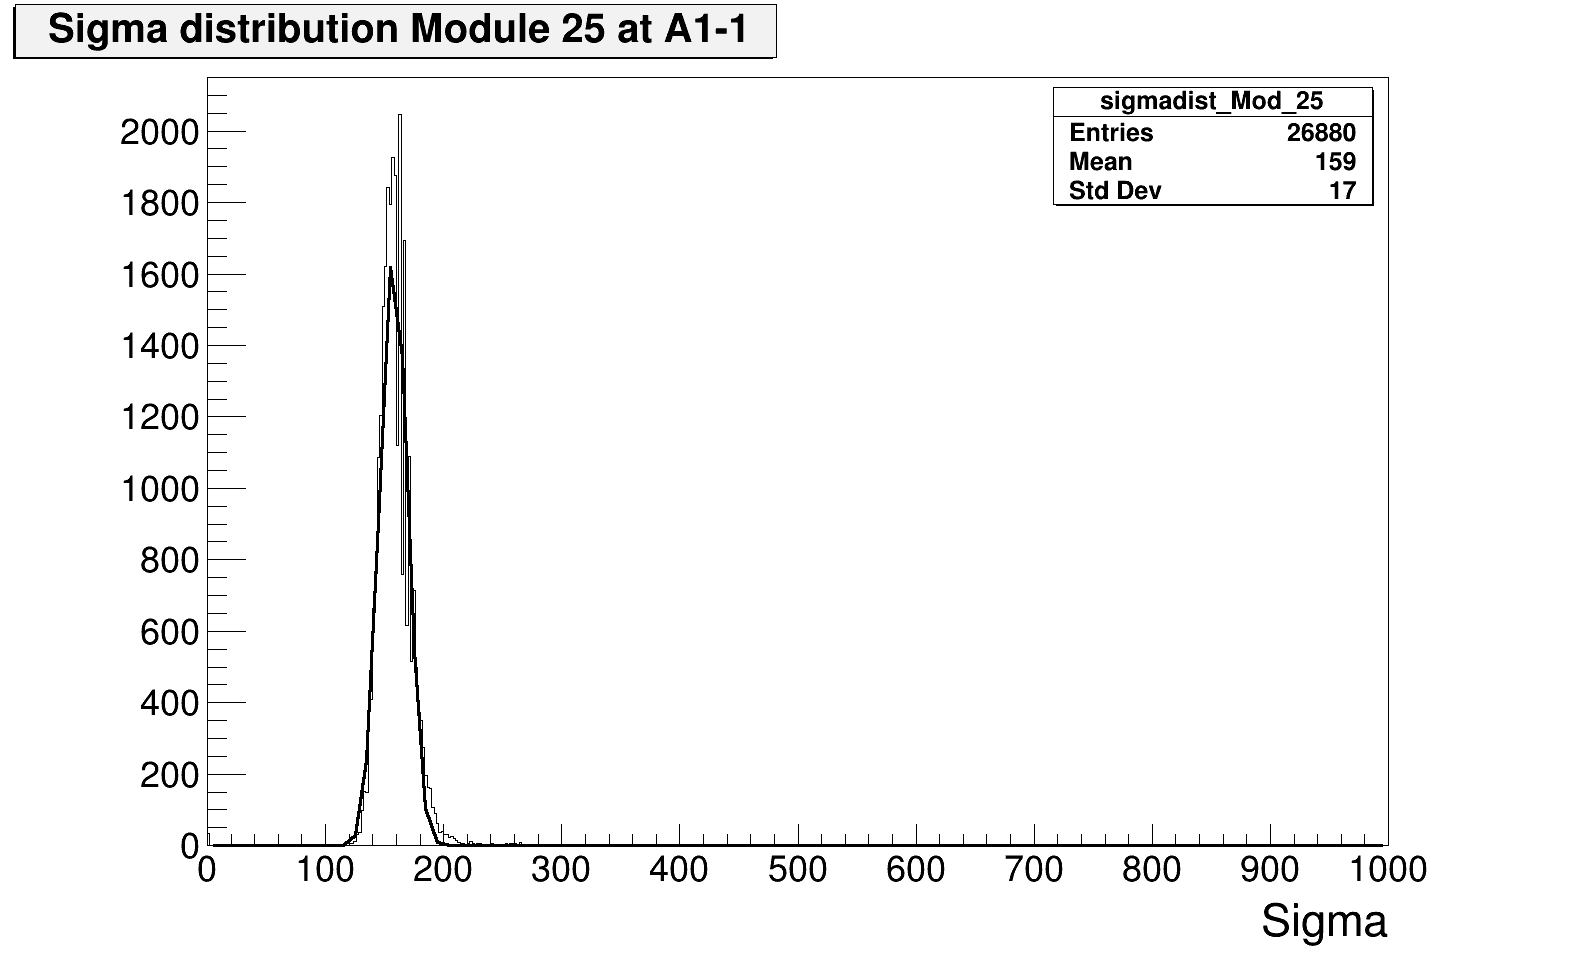 Sigma distribution Module 25 at A1-1
sigmadist_Mod_25
Entries 26880
Mean 159
Std Dev 17
2000
1800
1600
1400
1200
1000
800
600
400
200
0
0 100 200 300 400 500 600 700 800 900 1000
Sigma